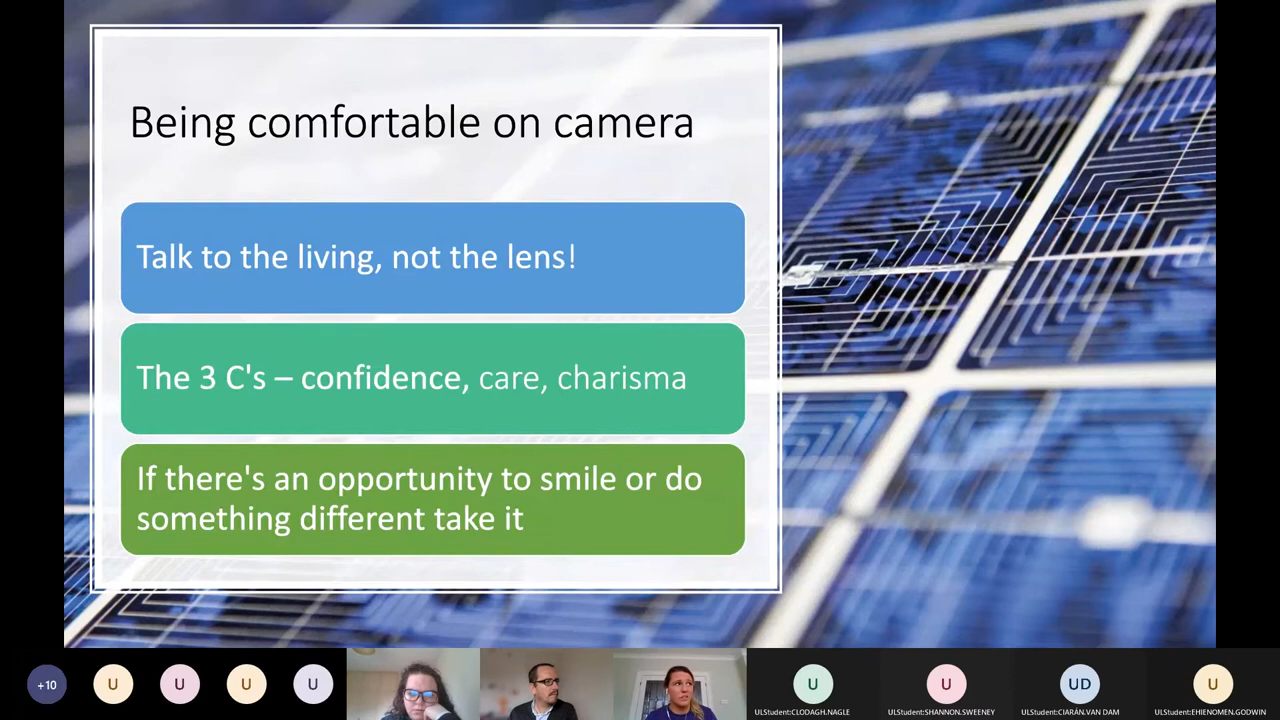 Being comfortable on camera
Talk to the living, not the lens!
The 3 C's – confidence, care, charisma
If there's an opportunity to smile or do
something different take it
+10
U
U
U
U
U
U
UD
U
ULStudent:CLODAGH.NAGLE
ULStudent:SHANNON.SWEENEY
ULStudent:CIARÁN.VAN DAM
ULStudent:EHIENOMEN.GODWIN